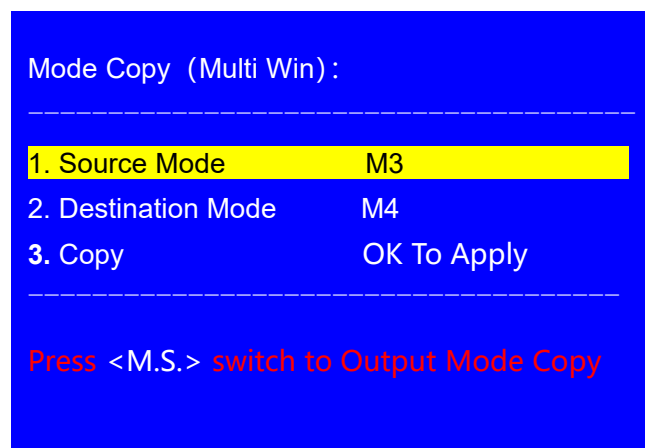 Mode Copy（Multi Win）:
1. Source Mode M3
2. Destination Mode M4
3. Copy OK To Apply
Press <M.S.> switch to Output Mode Copy